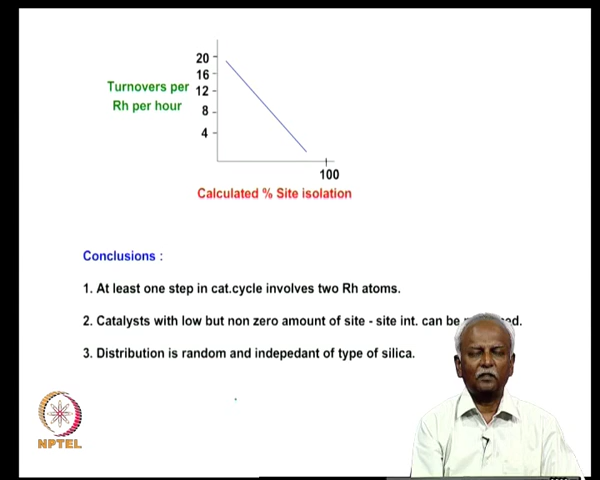 20
16
Turnovers per 12
Rh per hour 8
4
100
Calculated % Site isolation
Conclusions :
1. At least one step in cat.cycle involves two Rh atoms.
2. Catalysts with low but non zero amount of site - site int. can be
3. Distribution is random and indepedant of type of silica.
NPTEL